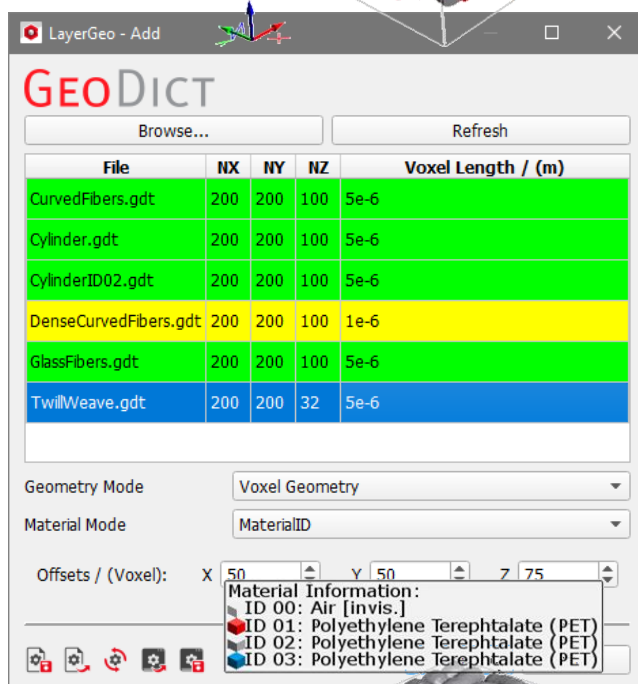 LayerGeo - Add
GEODICT
Browse... Refresh
File NX NY NZ Voxel Length / (m)
CurvedFibers.gdt 200 200 100 5e-6
Cylinder.gdt 200 200 100 5e-6
CylinderID02.gdt 200 200 100 5e-6
DenseCurvedFibers.gdt 200 200 100 1e-6
GlassFibers.gdt 200 200 100 5e-6
TwillWeave.gdt 200 200 32 5e-6
Geometry Mode Voxel Geometry
Material Mode MaterialID
Offsets / (Voxel): X 50 Y 50 Z 75
Material Information:
ID 00: Air [invis.]
ID 01: Polyethylene Terephtalate (PET)
ID 02: Polyethylene Terephtalate (PET)
ID 03: Polyethylene Terephtalate (PET)